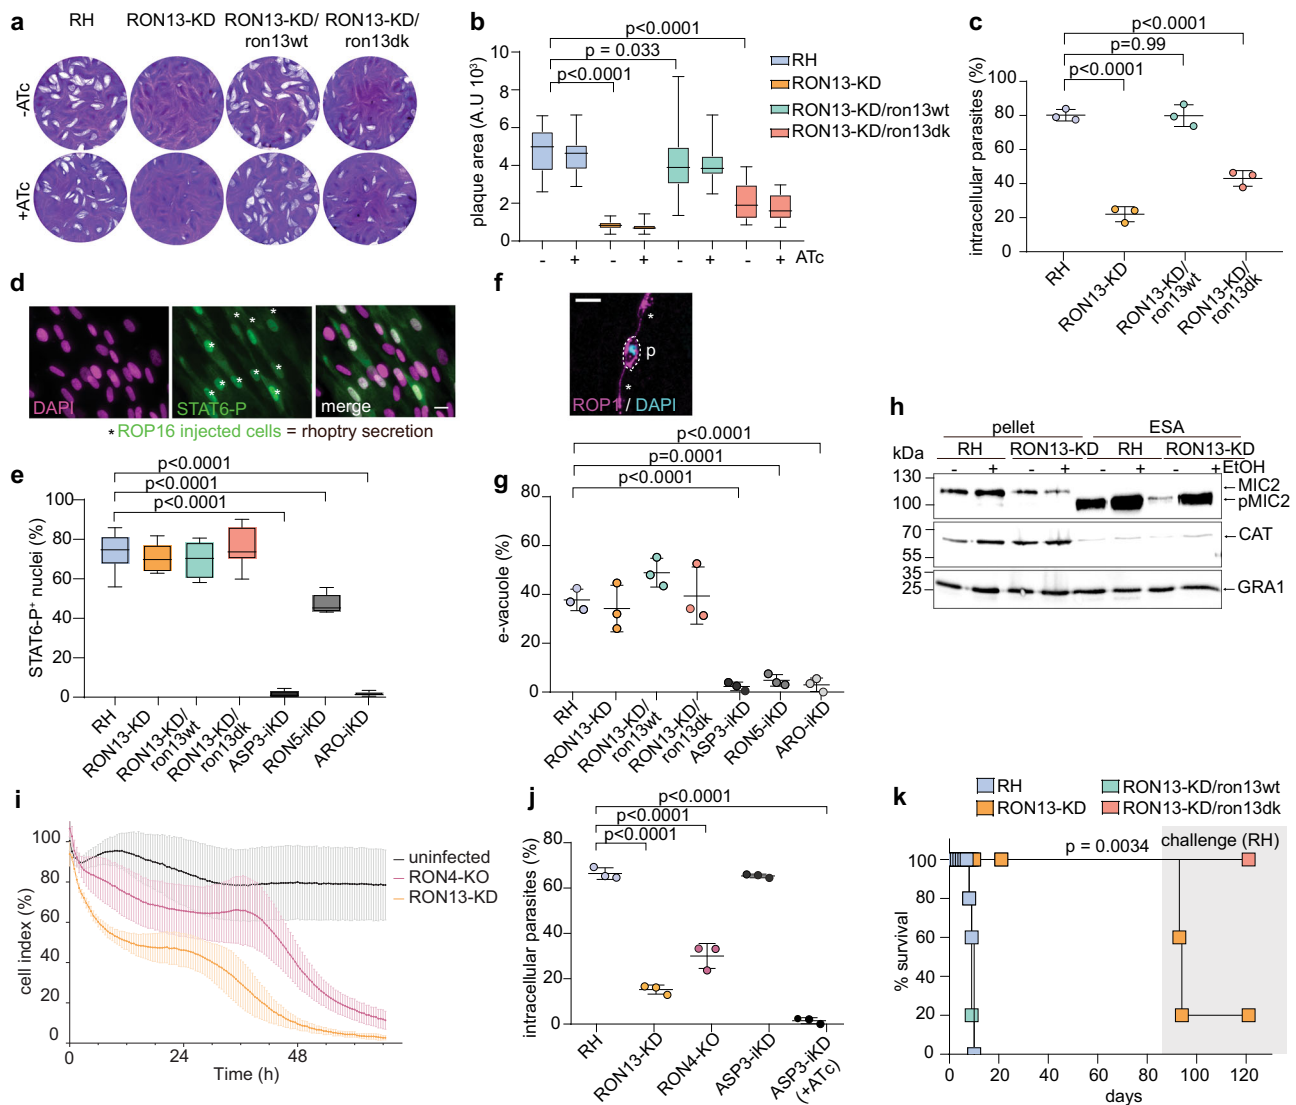 a
RH
RON13-KD
RON13-KD/
ron13wt
RON13-KD/
ron13dk
-ATc
+ATc
b
p<0.0001
p = 0.033
p<0.0001
plaque area (A.U 10³)
10
8
6
4
2
0
RH
RON13-KD
RON13-KD/ron13wt
RON13-KD/ron13dk
- + - + - + - + ATc
c
p<0.0001
p=0.99
p<0.0001
intracellular parasites (%)
100
80
60
40
20
0
RH
RON13-KD
RON13-KD/
ron13wt
RON13-KD/
ron13dk
d
DAPI
STAT6-P
merge
* ROP16 injected cells = rhoptry secretion
e
p<0.0001
p<0.0001
p<0.0001
STAT6-P⁺ nuclei (%)
100
80
60
40
20
0
RH
RON13-KD
RON13-KD/
ron13wt
RON13-KD/
ron13dk
ASP3-iKD
RON5-iKD
ARO-iKD
f
*
p
*
ROP1 / DAPI
g
p<0.0001
p=0.0001
p<0.0001
e-vacuole (%)
80
60
40
20
0
RH
RON13-KD
RON13-KD/
ron13wt
RON13-KD/
ron13dk
ASP3-iKD
RON5-iKD
ARO-iKD
h
pellet ESA
kDa RH RON13-KD RH RON13-KD
- + - + - + - + EtOH
130
100
MIC2
pMIC2
70
55
CAT
35
25
GRA1
i
cell index (%)
100
80
60
40
20
0
uninfected
RON4-KO
RON13-KD
0 24 48
Time (h)
j
p<0.0001
p<0.0001
p<0.0001
intracellular parasites (%)
80
60
40
20
0
RH
RON13-KD
RON4-KO
ASP3-iKD
ASP3-iKD
(+ATc)
k
RH
RON13-KD
RON13-KD/ron13wt
RON13-KD/ron13dk
p = 0.0034
challenge (RH)
% survival
100
80
60
40
20
0
0 20 40 60 80 100 120
days